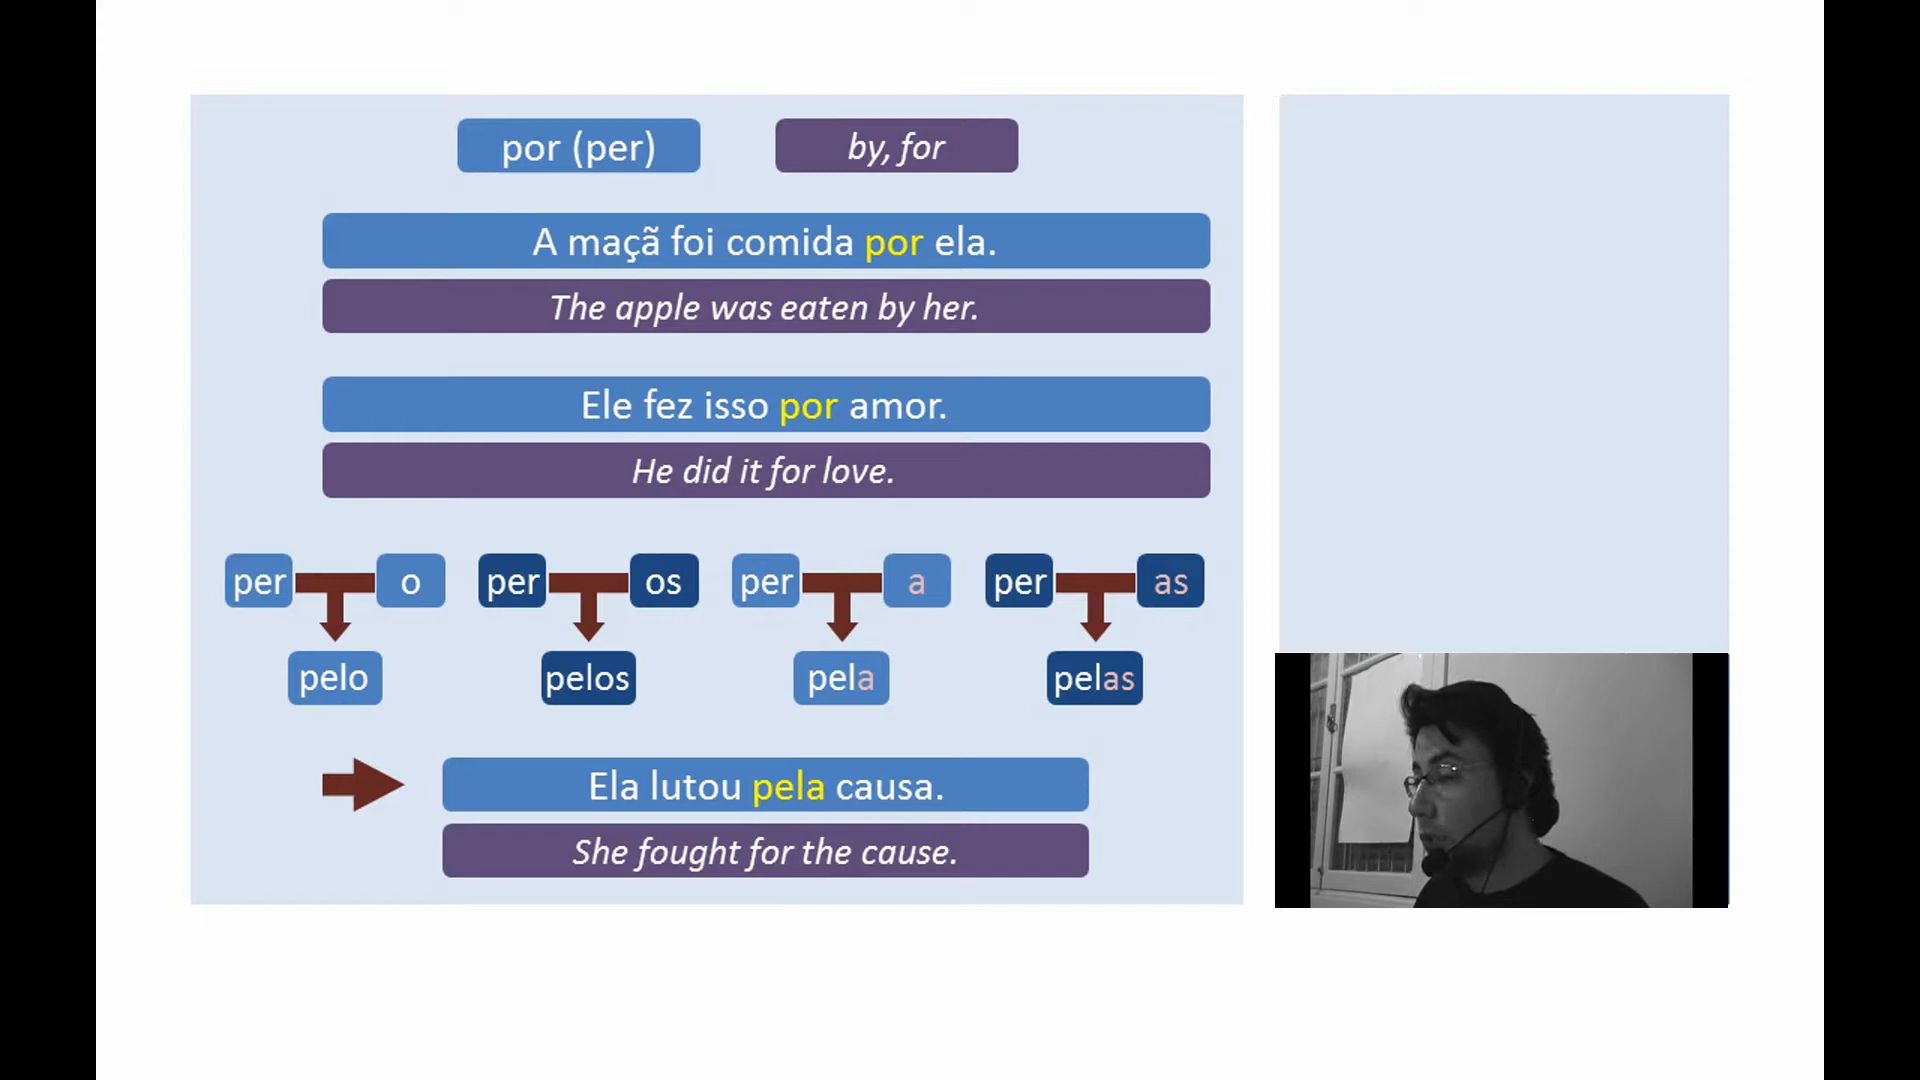 por (per)
by, for
A maçã foi comida por ela.
The apple was eaten by her.
Ele fez isso por amor.
He did it for love.
per o per os per a per as
pelo pelos pela pelas
Ela lutou pela causa.
She fought for the cause.